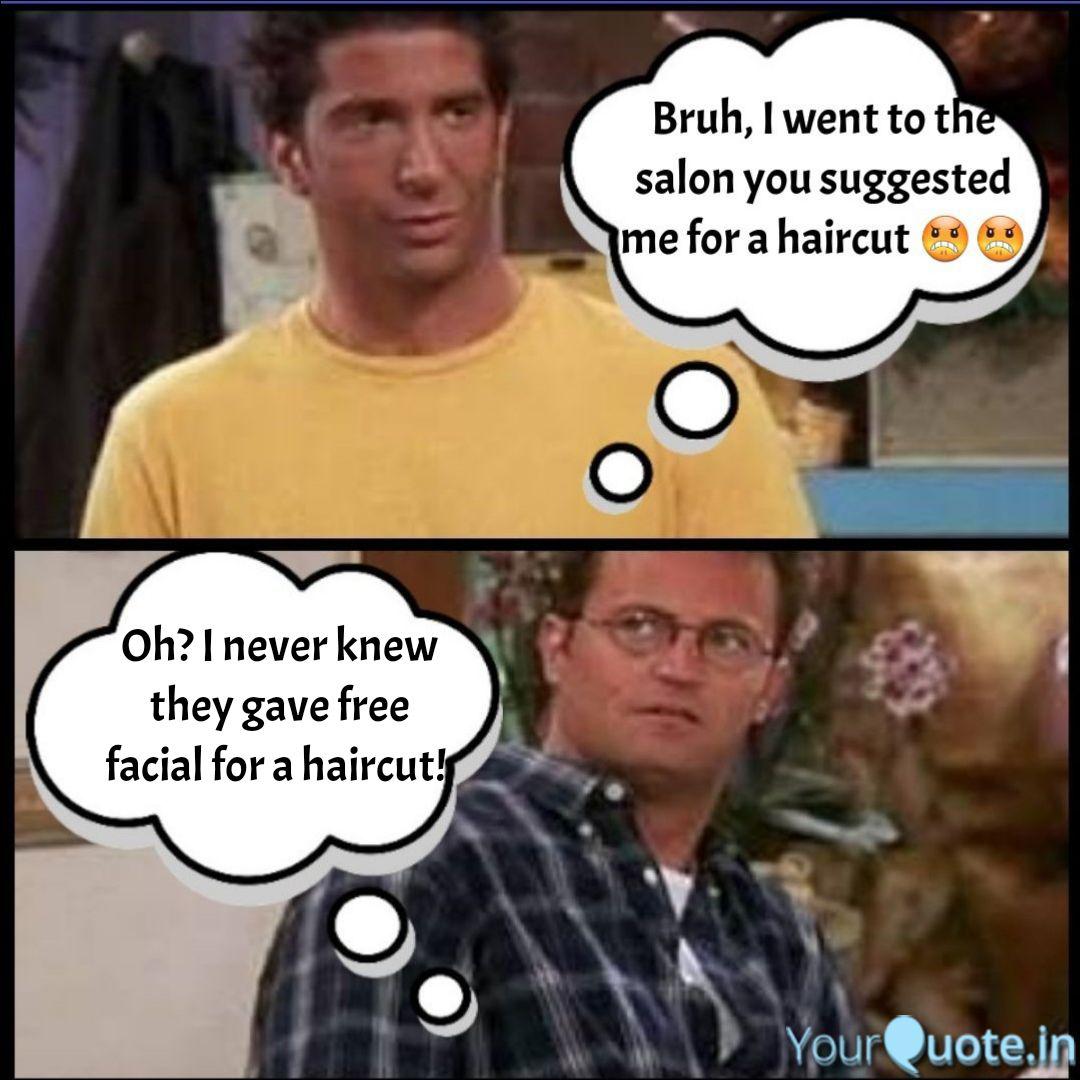 Bruh, I went to the
salon you suggested
me for a haircut 😠😠
Oh? I never knew
they gave free
facial for a haircut!
YourQuote.in